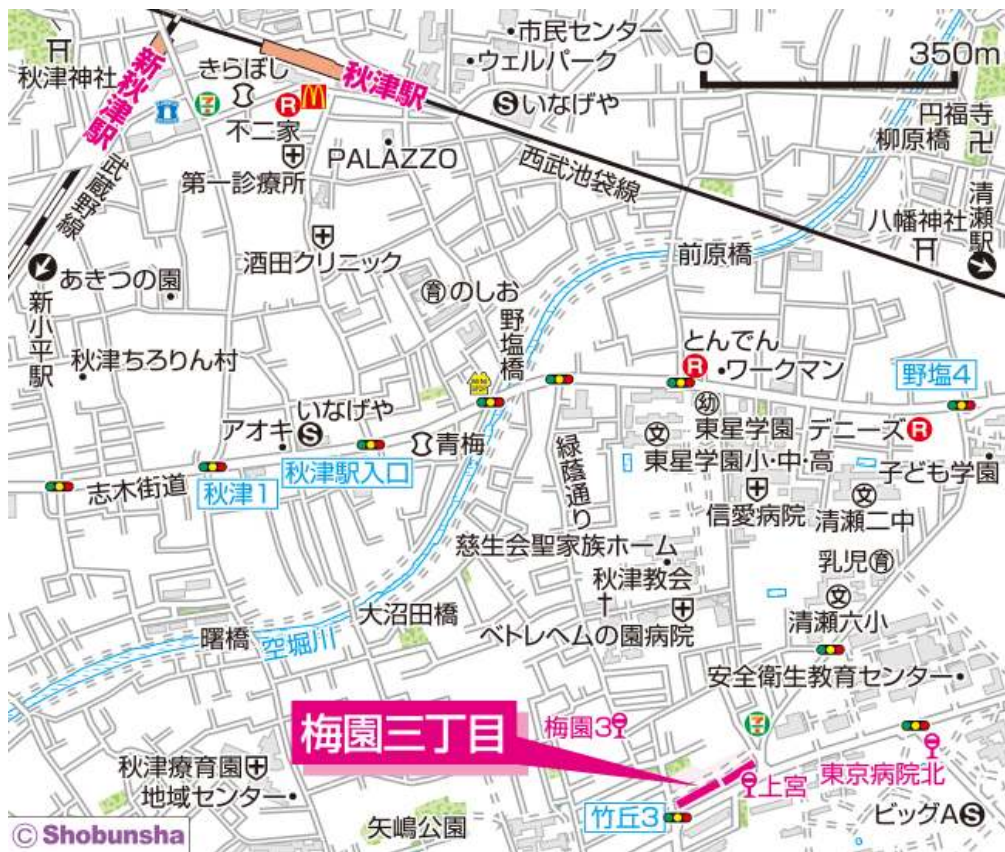 市民センター
ウェルパーク
0 350m
秋津神社
新秋津駅
きらぼし
秋津駅
S いなげや
円福寺
柳原橋
7
R
M
不二家
PALAZZO
西武池袋線
第一診療所
武蔵野線
清瀬駅
八幡神社
酒田クリニック
前原橋
あきつの園
育 のしお
新小平駅
野塩橋
とんでん
R
ワークマン
秋津ちろりん村
野塩4
いなげや
アオキ S
幼
東星学園
デニーズ R
青梅
秋津駅入口
文
東星学園小・中・高
子ども学園
志木街道
秋津1
緑蔭通り
信愛病院
文
清瀬二中
慈生会聖家族ホーム
乳児 育
秋津教会
文
大沼田橋
ベトレヘムの園病院
清瀬六小
曙橋
空堀川
安全衛生教育センター
梅園三丁目
梅園3
7
東京病院北
秋津療育園
上宮
地域センター
竹丘3
ビッグA S
矢嶋公園
© Shobunsha